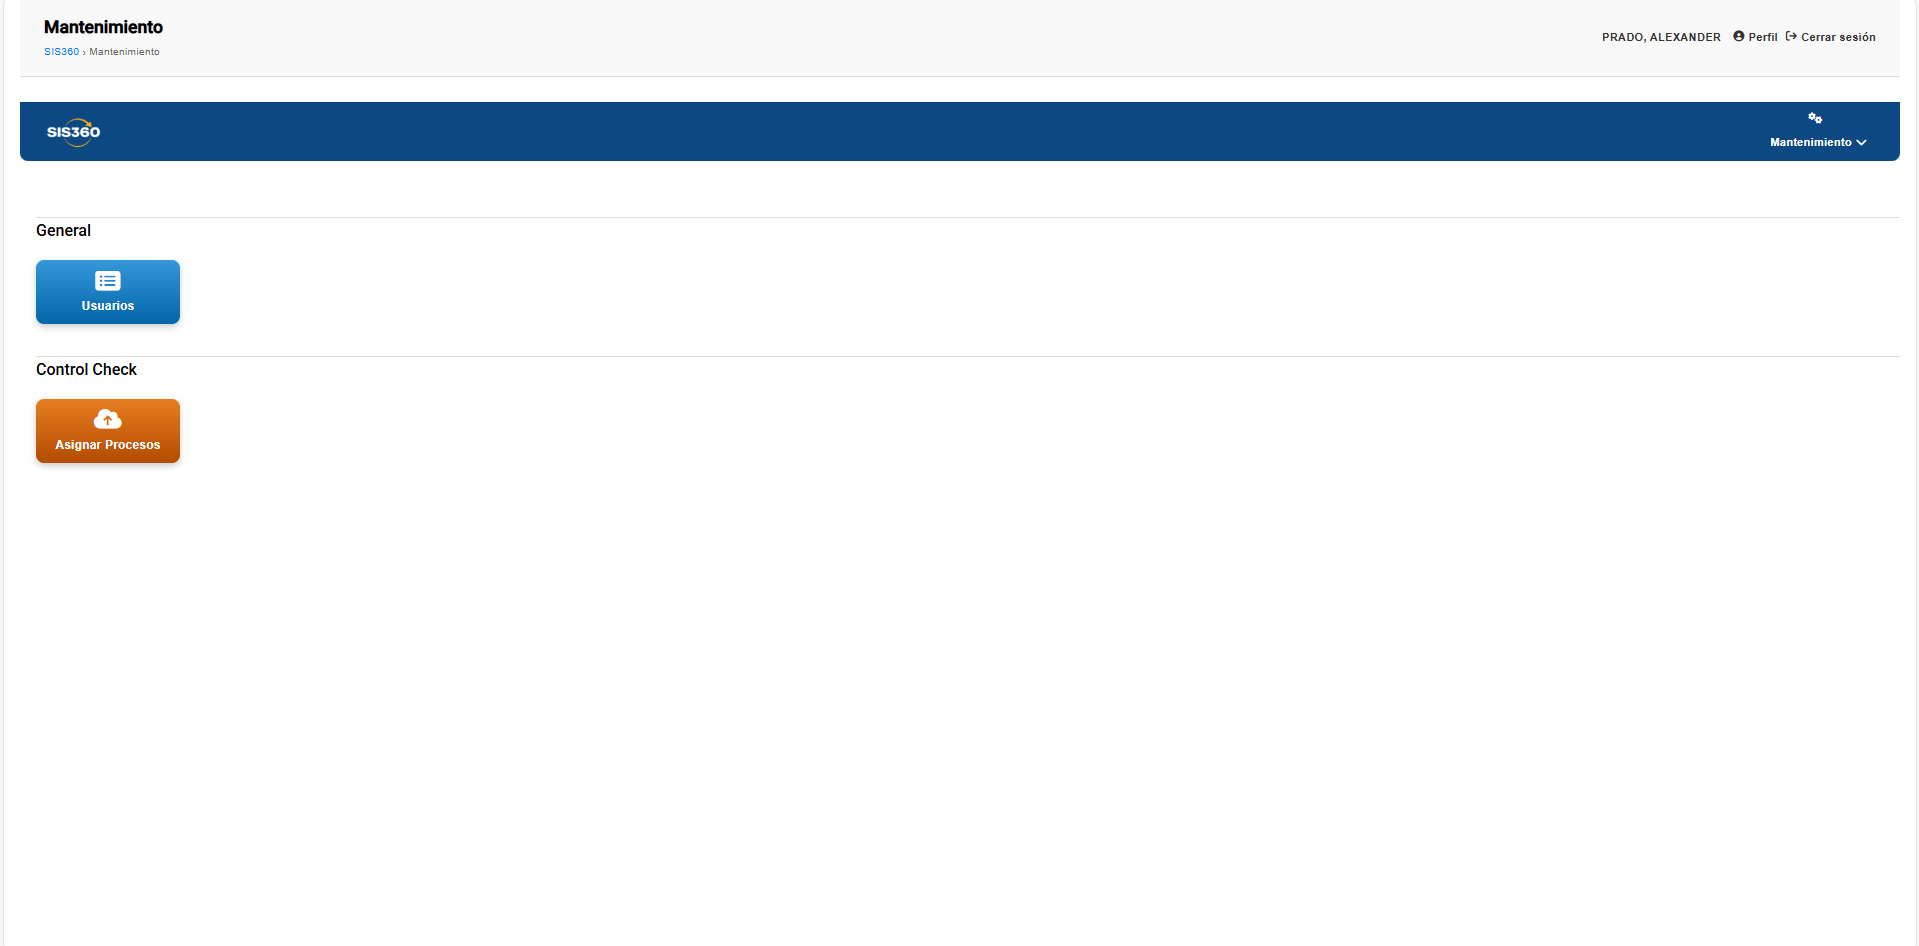 Mantenimiento
SIS360 › Mantenimiento
PRADO, ALEXANDER Perfil Cerrar sesión
SIS360
Mantenimiento
General
Usuarios
Control Check
Asignar Procesos